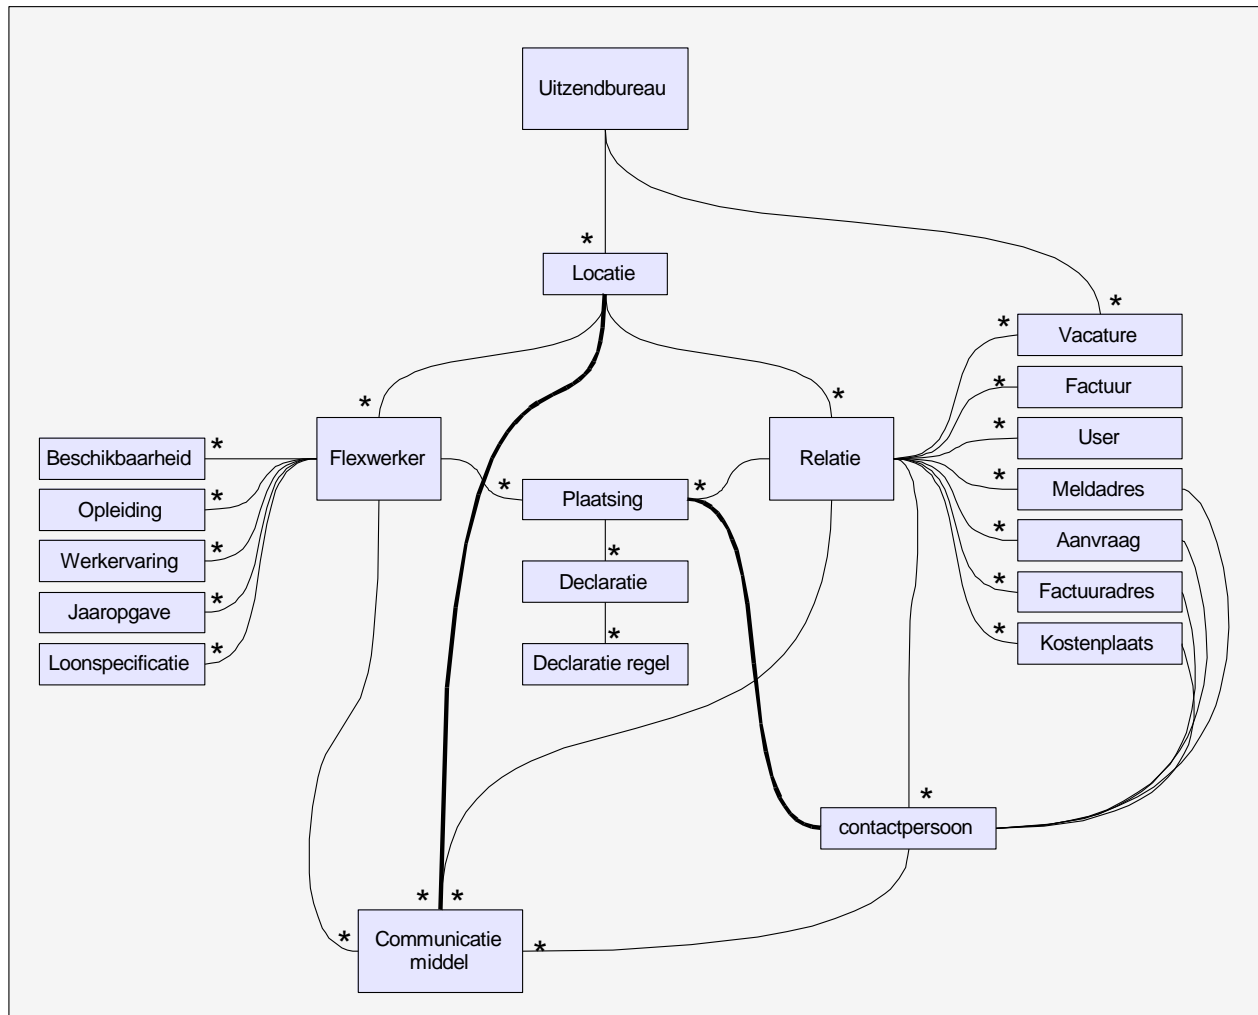 Uitzendbureau
*
Locatie
*
*
Vacature
*
Factuur
*
*
*
User
*
Beschikbaarheid
Flexwerker
Relatie
*
Meldadres
*
Opleiding
*
*
Plaatsing
*
Aanvraag
*
Werkervaring
*
Declaratie
*
Factuuradres
*
Jaaropgave
*
Kostenplaats
*
Loonspecificatie
*
Declaratie regel
*
contactpersoon
*
*
*
Communicatie
middel
*